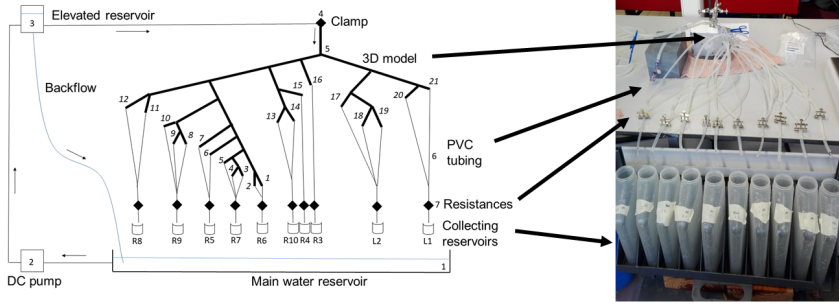 Elevated reservoir
3
4
Clamp
5
3D model
Backflow
12
11
10
9
8
7
6
5
4
3
2
1
13
14
15
16
17
18
19
20
21
6
PVC
tubing
7 Resistances
Collecting
reservoirs
R8
R9
R5
R7
R6
R10
R4
R3
L2
L1
2
DC pump
1
Main water reservoir